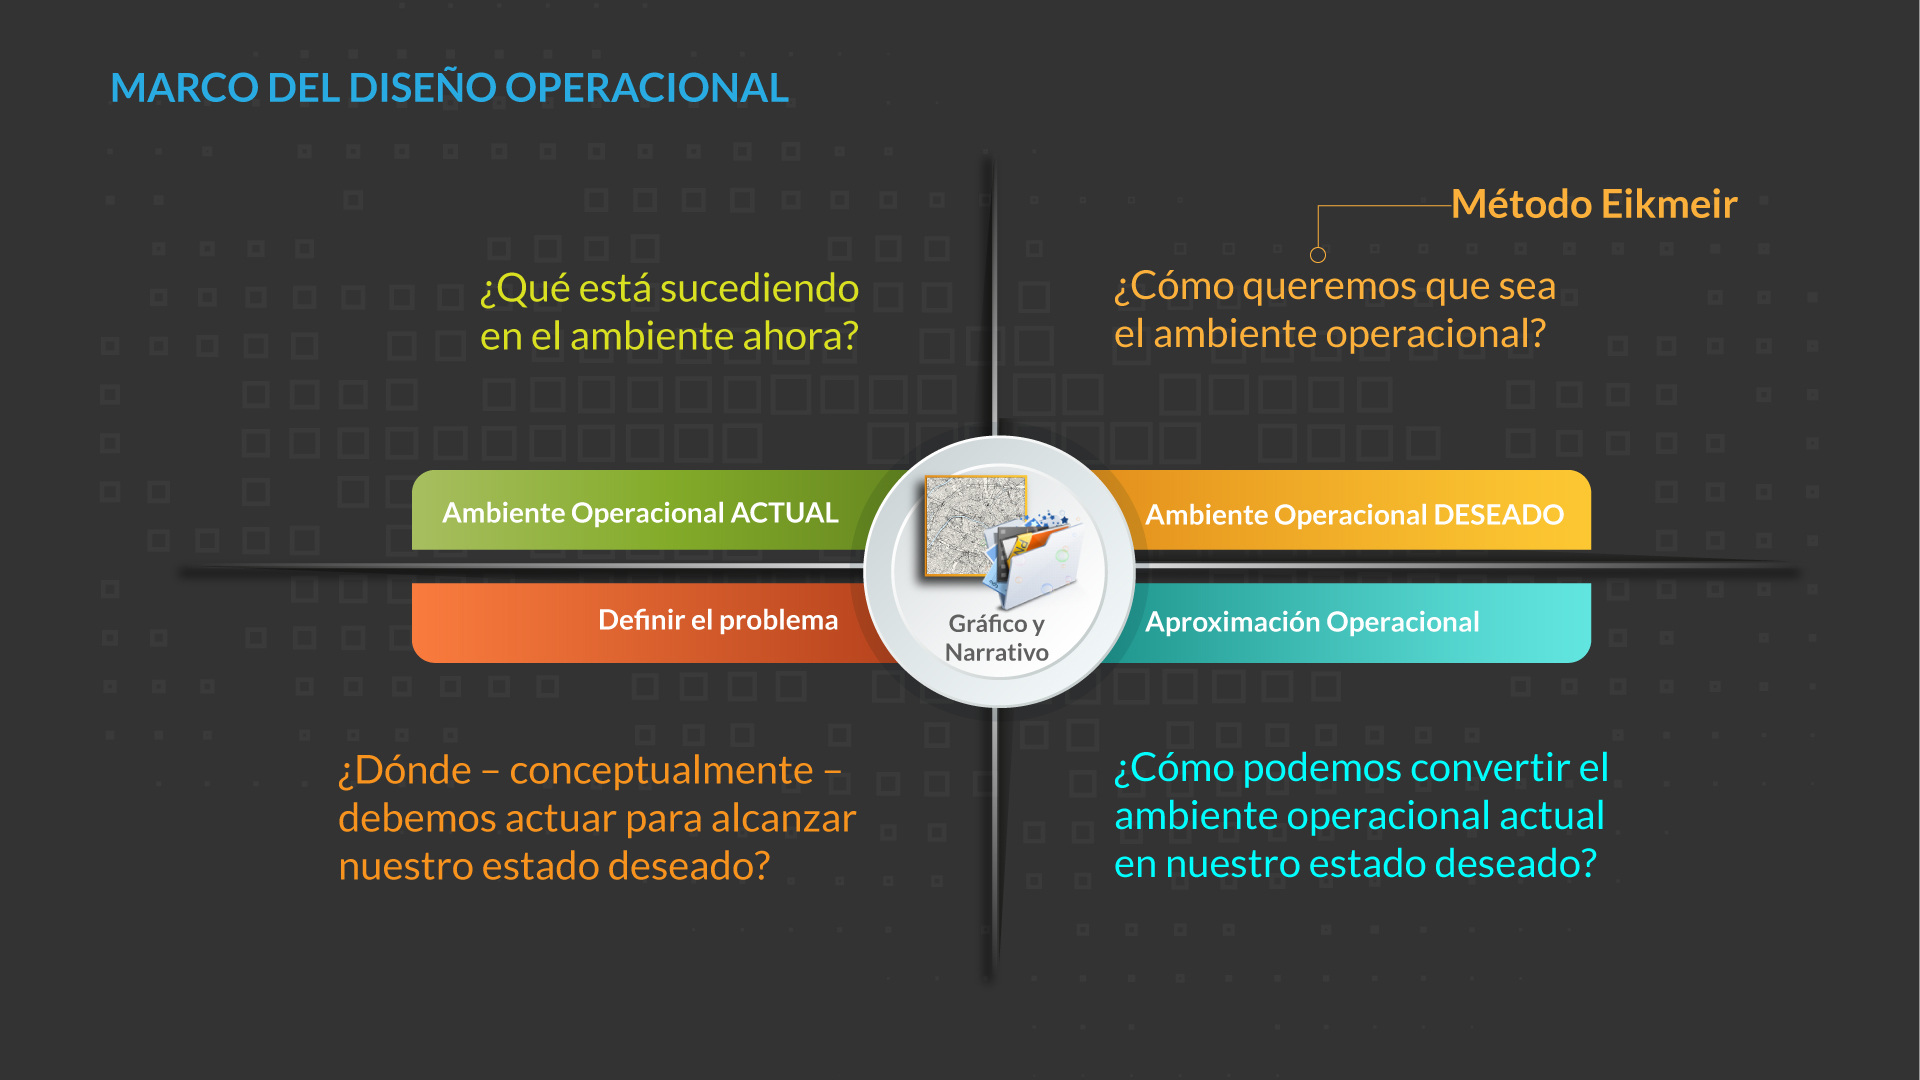 MARCO DEL DISEÑO OPERACIONAL
Método Eikmeir
¿Qué está sucediendo
en el ambiente ahora?
¿Cómo queremos que sea
el ambiente operacional?
Ambiente Operacional ACTUAL
Ambiente Operacional DESEADO
Definir el problema
Aproximación Operacional
Gráfico y
Narrativo
¿Dónde – conceptualmente –
debemos actuar para alcanzar
nuestro estado deseado?
¿Cómo podemos convertir el
ambiente operacional actual
en nuestro estado deseado?